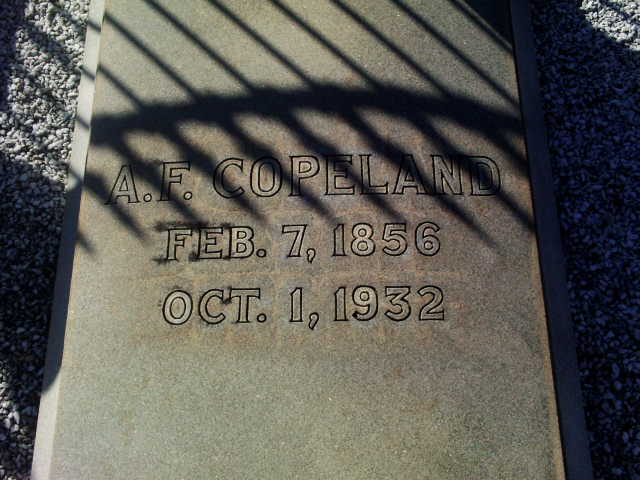 A.F. COPELAND
FEB. 7, 1856
OCT. 1, 1932